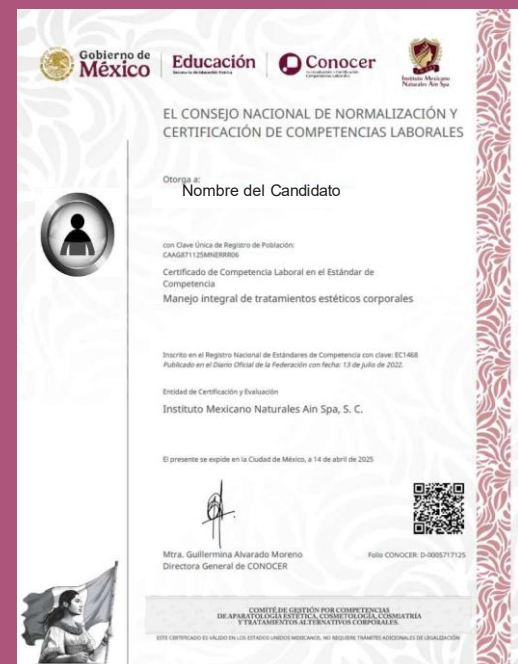 Gobierno de
México
Educación
Secretaría de Educación Pública
Conocer
Instituto Mexicano
Naturales Ain Spa
EL CONSEJO NACIONAL DE NORMALIZACIÓN Y
CERTIFICACIÓN DE COMPETENCIAS LABORALES
Otorga a:
Nombre del Candidato
con Clave Única de Registro de Población:
CAAG871125MNERRR06
Certificado de Competencia Laboral en el Estándar de
Competencia
Manejo integral de tratamientos estéticos corporales
Inscrito en el Registro Nacional de Estándares de Competencia con clave: EC1468
Publicado en el Diario Oficial de la Federación con fecha: 13 de julio de 2022.
Entidad de Certificación y Evaluación
Instituto Mexicano Naturales Ain Spa, S. C.
El presente se expide en la Ciudad de México, a 14 de abril de 2025
Mtra. Guillermina Alvarado Moreno
Directora General de CONOCER
Folio CONOCER: D-0005717125
COMITÉ DE GESTIÓN POR COMPETENCIAS
DE APARATOLOGÍA ESTÉTICA, COSMETOLOGÍA, COSMIATRÍA
Y TRATAMIENTOS ALTERNATIVOS CORPORALES.
ESTE CERTIFICADO ES VÁLIDO EN LOS ESTADOS UNIDOS MEXICANOS, NO REQUIERE TRÁMITES ADICIONALES DE LEGALIZACIÓN